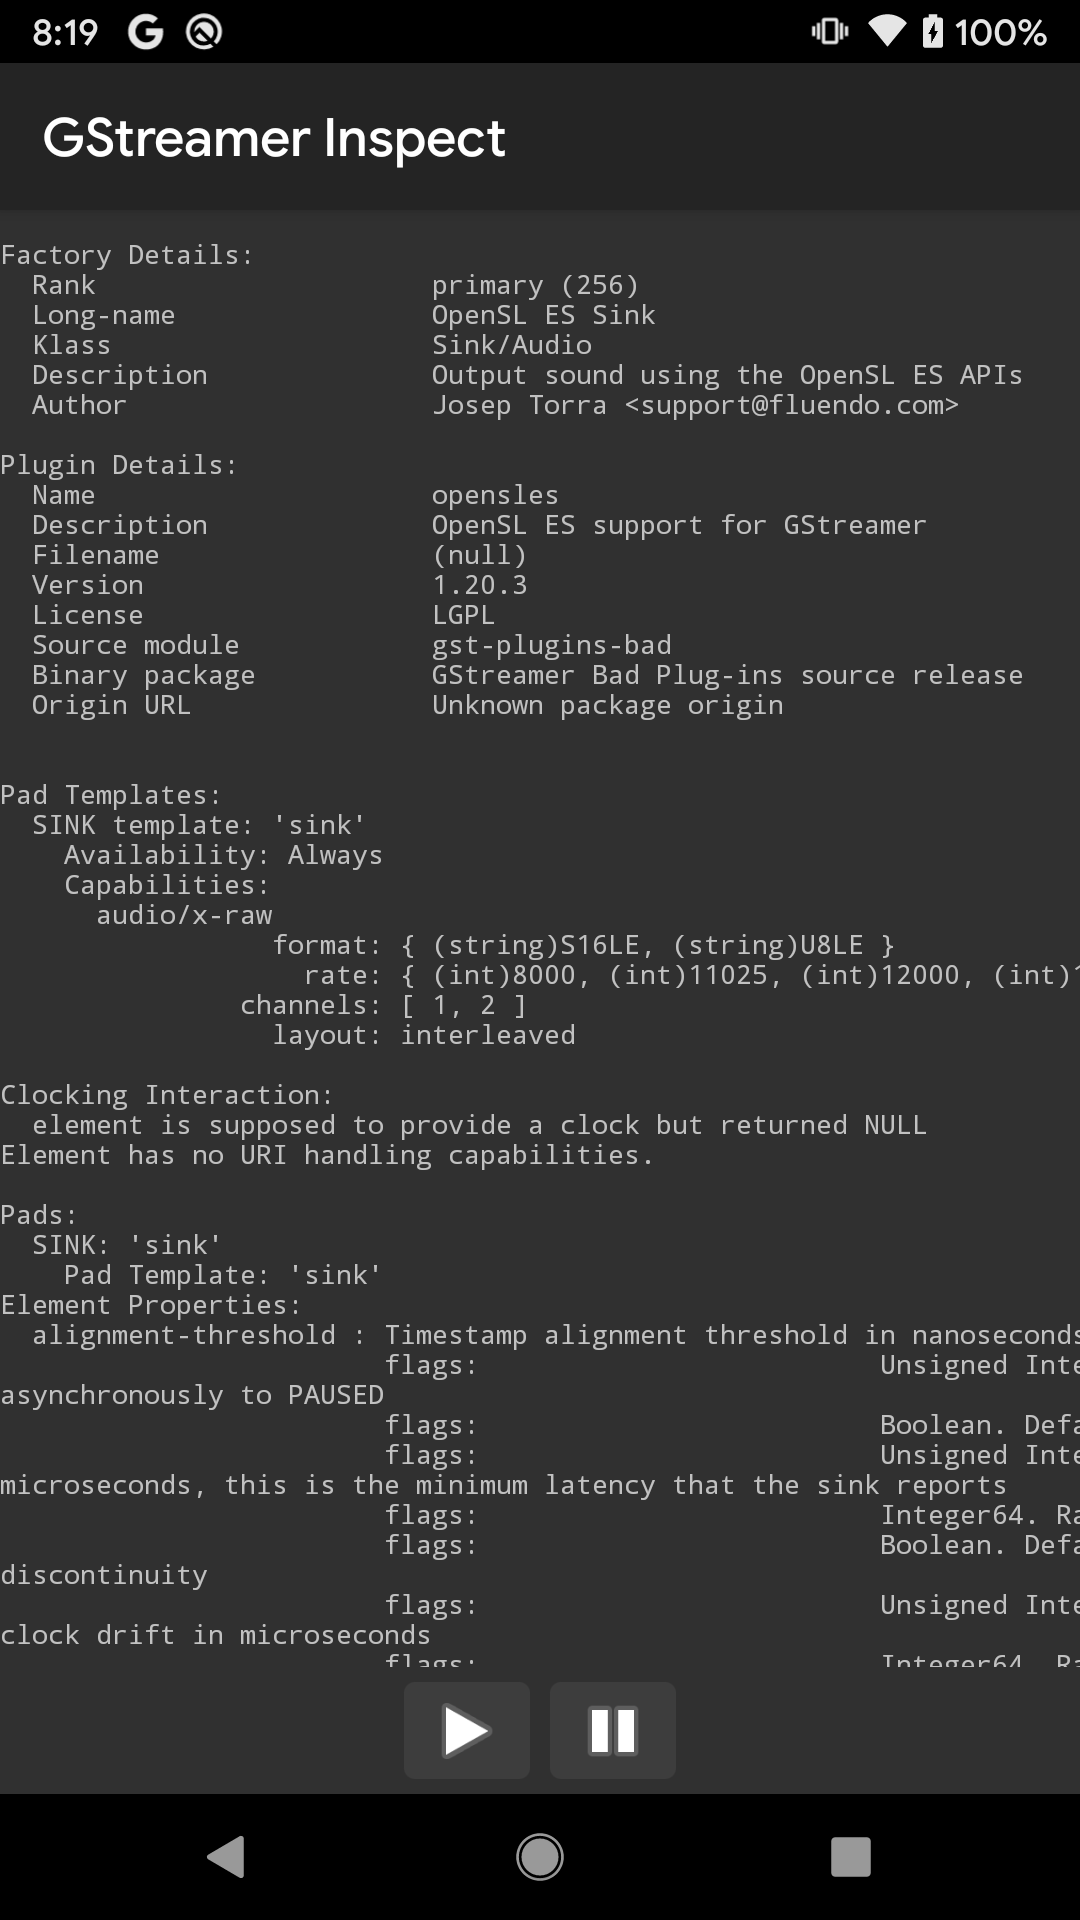 8:19 100%
GStreamer Inspect
Factory Details:
Rank primary (256)
Long-name OpenSL ES Sink
Klass Sink/Audio
Description Output sound using the OpenSL ES APIs
Author Josep Torra <support@fluendo.com>
Plugin Details:
Name opensles
Description OpenSL ES support for GStreamer
Filename (null)
Version 1.20.3
License LGPL
Source module gst-plugins-bad
Binary package GStreamer Bad Plug-ins source release
Origin URL Unknown package origin
Pad Templates:
SINK template: 'sink'
Availability: Always
Capabilities:
audio/x-raw
format: { (string)S16LE, (string)U8LE }
rate: { (int)8000, (int)11025, (int)12000, (int)1
channels: [ 1, 2 ]
layout: interleaved
Clocking Interaction:
element is supposed to provide a clock but returned NULL
Element has no URI handling capabilities.
Pads:
SINK: 'sink'
Pad Template: 'sink'
Element Properties:
alignment-threshold : Timestamp alignment threshold in nanoseconds
flags: Unsigned Inte
asynchronously to PAUSED
flags: Boolean. Defa
flags: Unsigned Inte
microseconds, this is the minimum latency that the sink reports
flags: Integer64. Ra
flags: Boolean. Defa
discontinuity
flags: Unsigned Inte
clock drift in microseconds
flags: Integer64. Ra